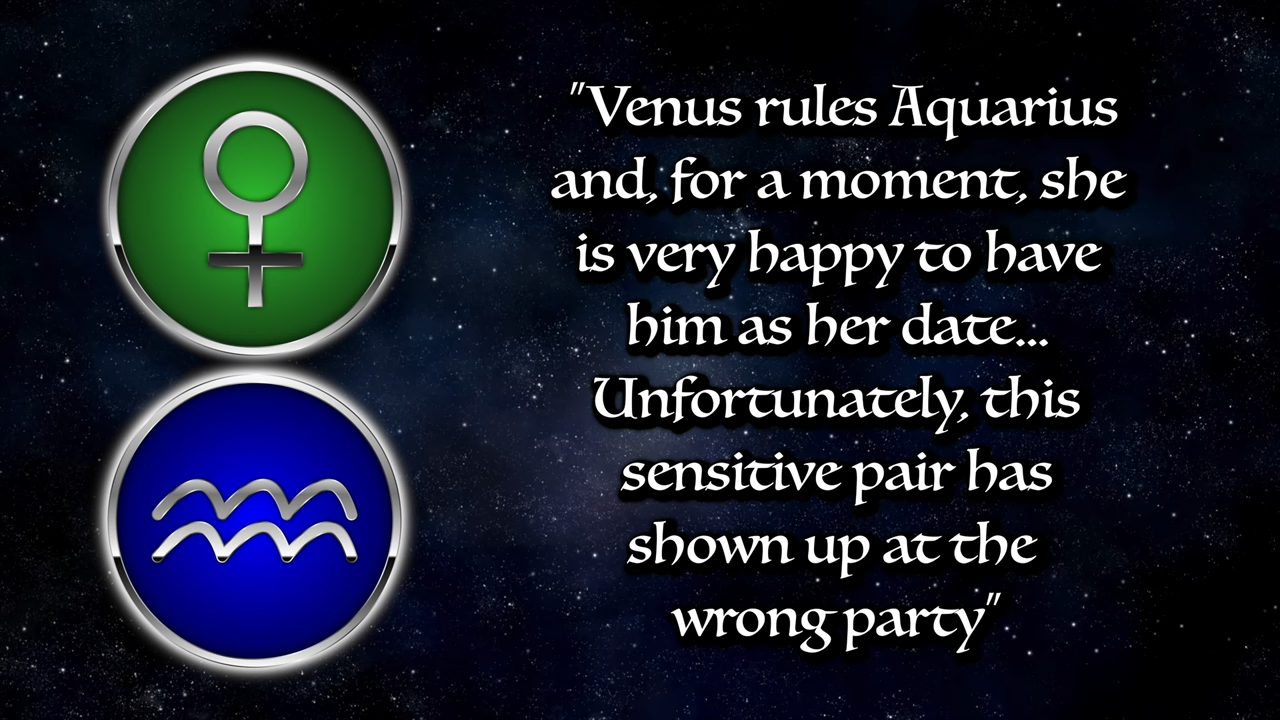 "Venus rules Aquarius
and, for a moment, she
is very happy to have
him as her date...
Unfortunately, this
sensitive pair has
shown up at the
wrong party"